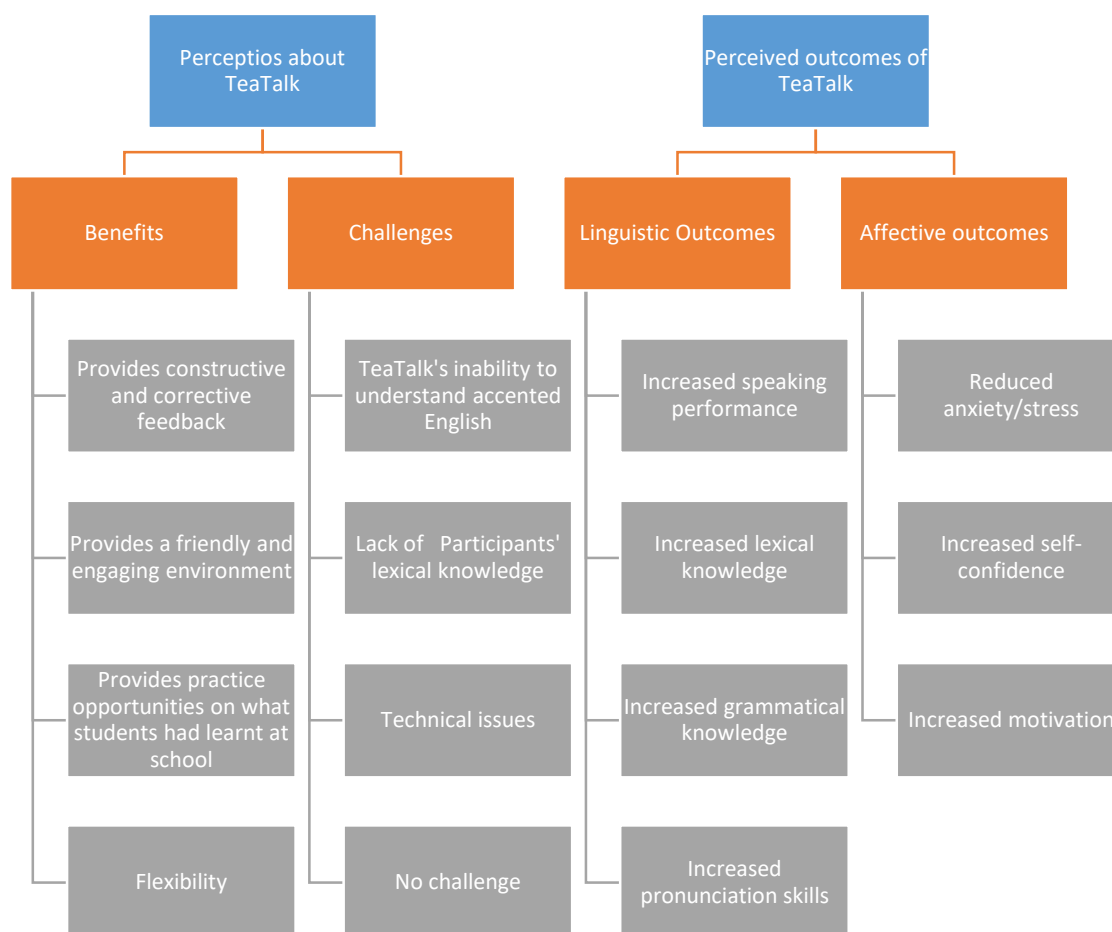 Perceptios about
TeaTalk
Benefits
Provides constructive
and corrective
feedback
Provides a friendly and
engaging environment
Provides practice
opportunities on what
students had learnt at
school
Flexibility
Challenges
TeaTalk's inability to
understand accented
English
Lack of  Participants'
lexical knowledge
Technical issues
No challenge
Perceived outcomes of
TeaTalk
Linguistic Outcomes
Increased speaking
performance
Increased lexical
knowledge
Increased grammatical
knowledge
Increased
pronunciation skills
Affective outcomes
Reduced
anxiety/stress
Increased self-
confidence
Increased motivation